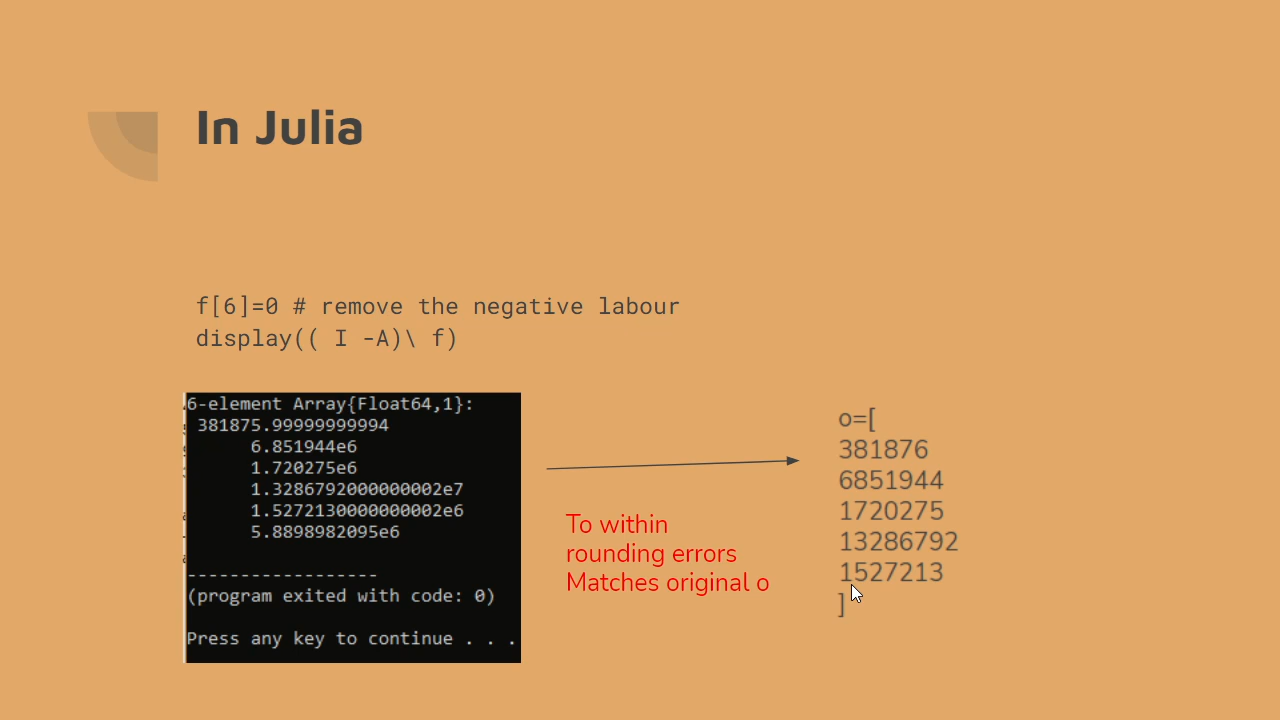 In Julia
f[6]=0 # remove the negative labour
display(( I -A)\ f)
6-element Array{Float64,1}:
381875.99999999994
6.851944e6
1.720275e6
1.3286792000000002e7
1.5272130000000002e6
5.8898982095e6
------------------
(program exited with code: 0)
Press any key to continue . . .
To within
rounding errors
Matches original o
o=[
381876
6851944
1720275
13286792
1527213
]